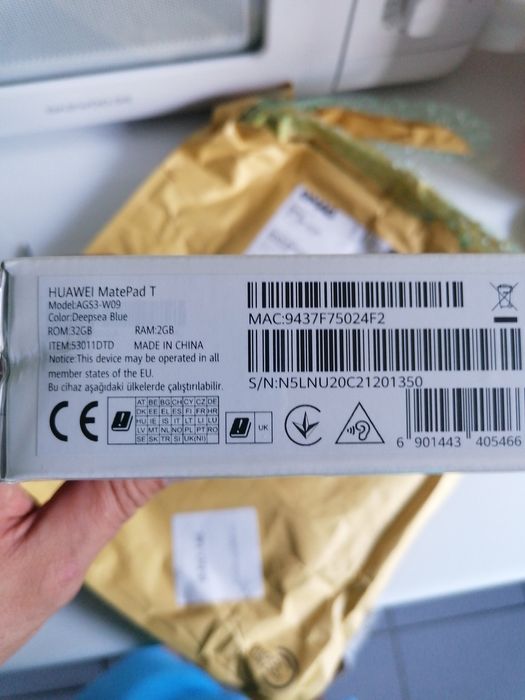 HUAWEI MatePad T
Model:AGS3-W09
Color:Deepsea Blue
ROM:32GB RAM:2GB
ITEM:53011DTD MADE IN CHINA
Notice:This device may be operated in all
member states of the EU.
Bu cihaz aşağıdaki ülkelerde çalıştırılabilir.
CE
AT BE BG CH CY CZ DE
DK EE EL ES FI FR HR
HU IE IS IT LT LI LU
LV MT NL NO PL PT RO
SE SK TR SI UK(NI)
UK
MAC:9437F75024F2
S/N:N5LNU20C21201350
6 901443 405466